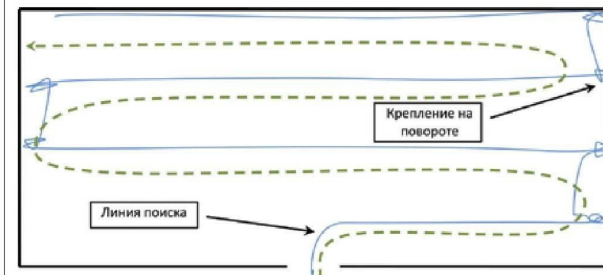 Крепление на
повороте
Линия поиска